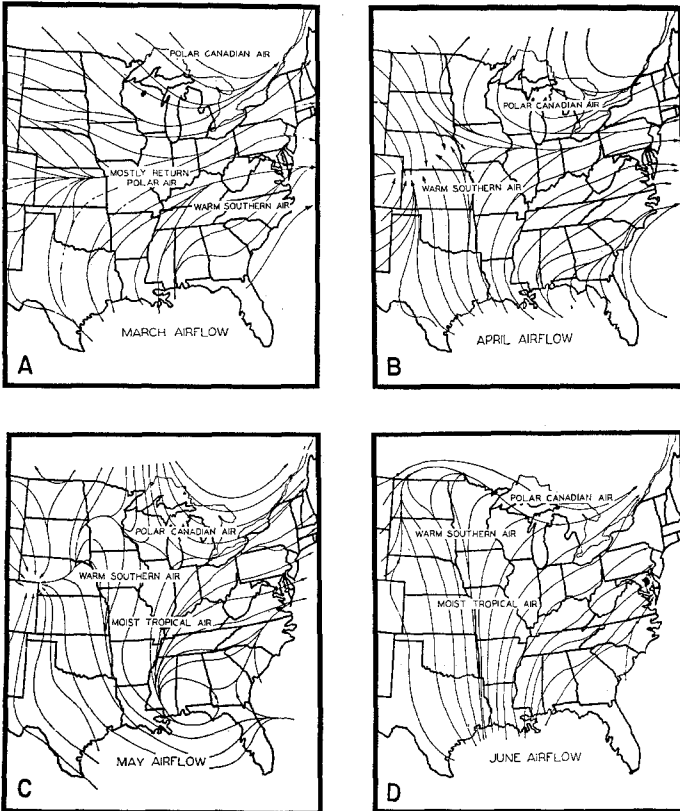 POLAR CANADIAN AIR
MOSTLY RETURN
POLAR AIR
WARM SOUTHERN AIR
MARCH AIRFLOW
A
POLAR CANADIAN AIR
WARM SOUTHERN AIR
APRIL AIRFLOW
B
POLAR CANADIAN AIR
WARM SOUTHERN AIR
MOIST TROPICAL AIR
MAY AIRFLOW
C
POLAR CANADIAN AIR
WARM SOUTHERN AIR
MOIST TROPICAL AIR
JUNE AIRFLOW
D